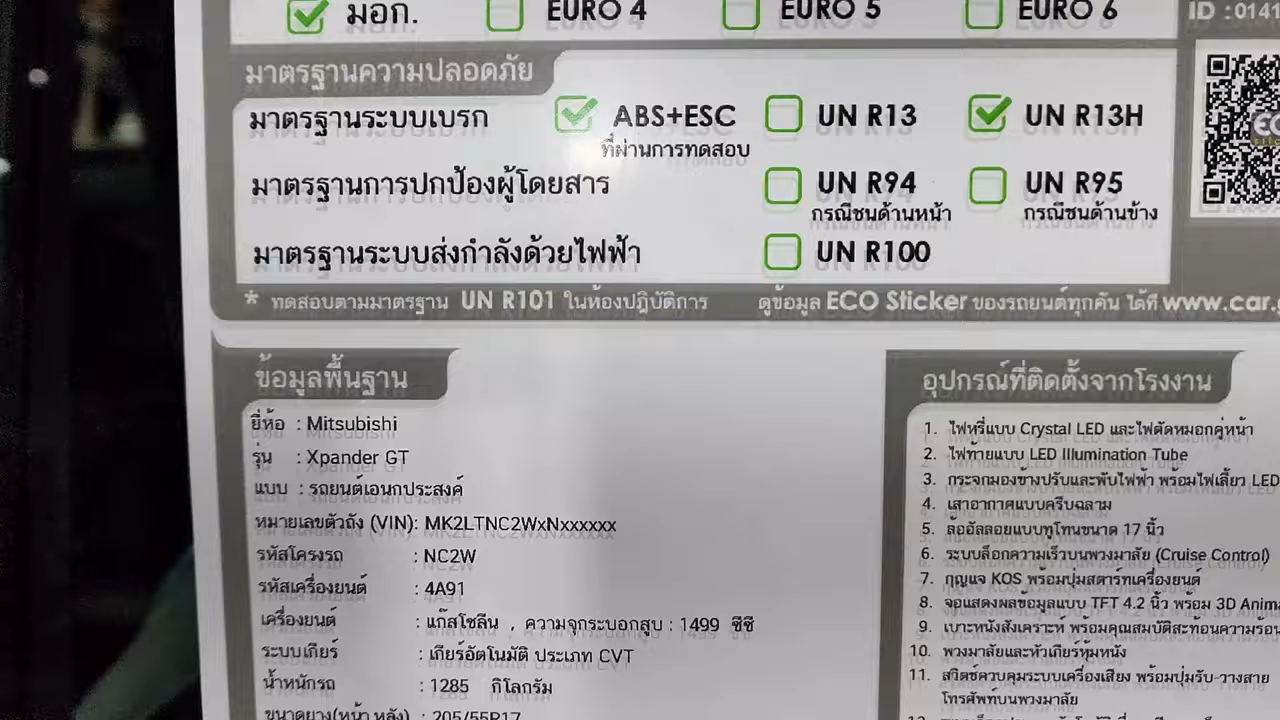 มอก. EURO 4 EURO 5 EURO 6 ID :0141
มาตรฐานความปลอดภัย
มาตรฐานระบบเบรก ABS+ESC UN R13 UN R13H
ที่ผ่านการทดสอบ
มาตรฐานการปกป้องผู้โดยสาร UN R94 UN R95
กรณีชนด้านหน้า กรณีชนด้านข้าง
มาตรฐานระบบส่งกำลังด้วยไฟฟ้า UN R100
* ทดสอบตามมาตรฐาน UN R101 ในห้องปฏิบัติการ ดูข้อมูล ECO Sticker ของรถยนต์ทุกคัน ได้ที่ www.car.
ข้อมูลพื้นฐาน
ยี่ห้อ : Mitsubishi
รุ่น : Xpander GT
แบบ : รถยนต์เอนกประสงค์
หมายเลขตัวถัง (VIN): MK2LTNC2WxNxxxxxx
รหัสโครงรถ : NC2W
รหัสเครื่องยนต์ : 4A91
เครื่องยนต์ : แก๊สโซลีน , ความจุกระบอกสูบ : 1499 ซีซี
ระบบเกียร์ : เกียร์อัตโนมัติ ประเภท CVT
น้ำหนักรถ : 1285 กิโลกรัม
ขนาดยาง(หน้า หลัง) : 205/55R17
อุปกรณ์ที่ติดตั้งจากโรงงาน
1. ไฟหรี่แบบ Crystal LED และไฟตัดหมอกคู่หน้า
2. ไฟท้ายแบบ LED Illumination Tube
3. กระจกมองข้างปรับและพับไฟฟ้า พร้อมไฟเลี้ยว LED
4. เสาอากาศแบบครีบฉลาม
5. ล้ออัลลอยแบบทูโทนขนาด 17 นิ้ว
6. ระบบล็อกความเร็วบนพวงมาลัย (Cruise Control)
7. กุญแจ KOS พร้อมปุ่มสตาร์ทเครื่องยนต์
8. จอแสดงผลข้อมูลแบบ TFT 4.2 นิ้ว พร้อม 3D Anima
9. เบาะหนังสังเคราะห์ พร้อมคุณสมบัติสะท้อนความร้อน
10. พวงมาลัยและหัวเกียร์หุ้มหนัง
11. สวิตช์ควบคุมระบบเครื่องเสียง พร้อมปุ่มรับ-วางสาย
โทรศัพท์บนพวงมาลัย